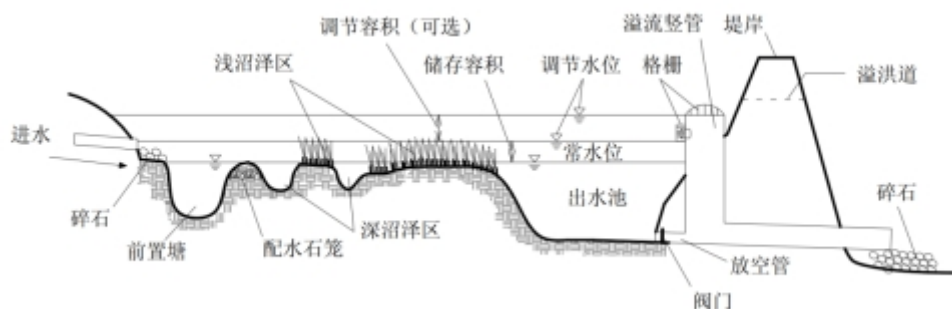 调节容积（可选）
溢流竖管
堤岸
浅沼泽区
储存容积
调节水位
格栅
溢洪道
进水
常水位
碎石
出水池
碎石
前置塘
配水石笼
深沼泽区
放空管
阀门